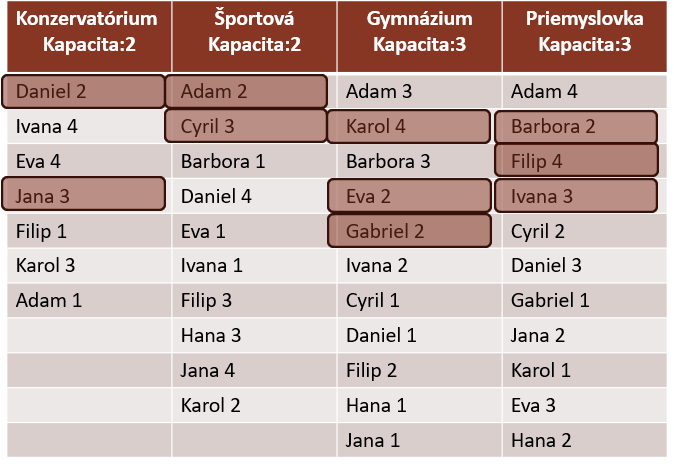 Konzervatórium Športová Gymnázium Priemyslovka
Kapacita:2 Kapacita:2 Kapacita:3 Kapacita:3
Daniel 2 Adam 2 Adam 3 Adam 4
Ivana 4 Cyril 3 Karol 4 Barbora 2
Eva 4 Barbora 1 Barbora 3 Filip 4
Jana 3 Daniel 4 Eva 2 Ivana 3
Filip 1 Eva 1 Gabriel 2 Cyril 2
Karol 3 Ivana 1 Ivana 2 Daniel 3
Adam 1 Filip 3 Cyril 1 Gabriel 1
Hana 3 Daniel 1 Jana 2
Jana 4 Filip 2 Karol 1
Karol 2 Hana 1 Eva 3
Jana 1 Hana 2